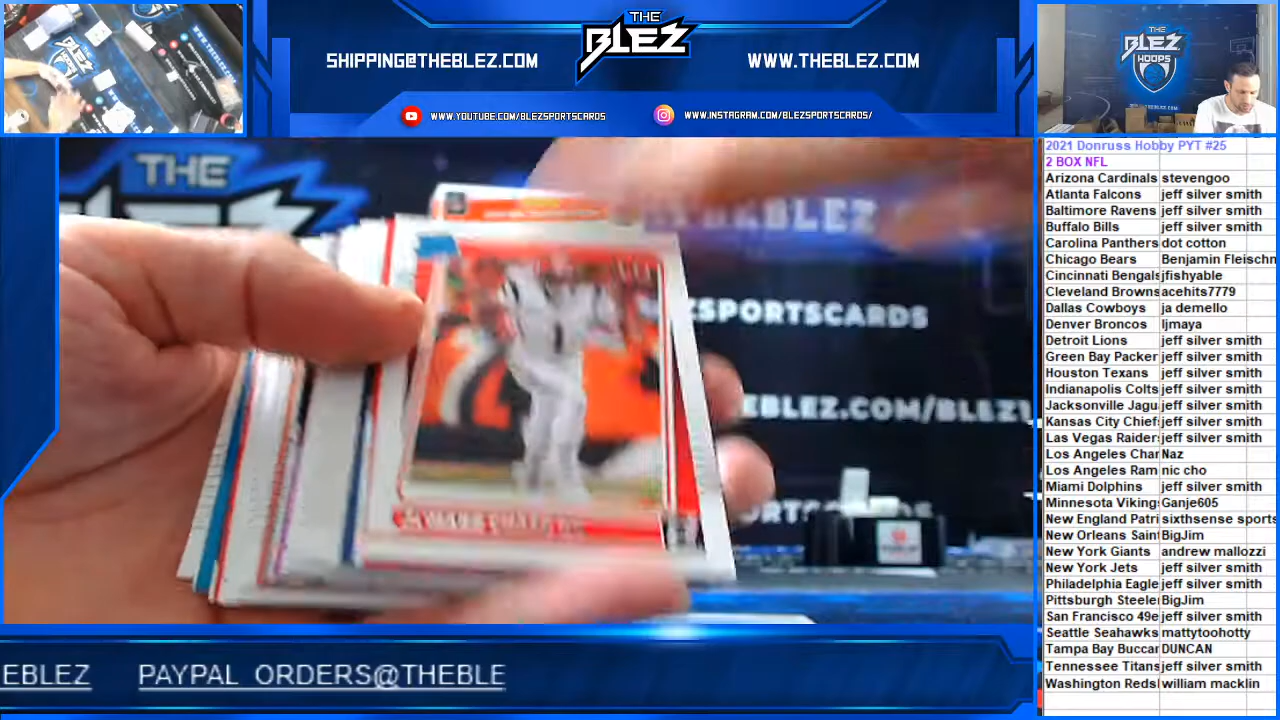 THE
BLEZ
SHIPPING@THEBLEZ.COM
WWW.THEBLEZ.COM
WWW.YOUTUBE.COM/BLEZSPORTSCARDS
WWW.INSTAGRAM.COM/BLEZSPORTSCARDS/
THE
BLEZ
HOOPS
THE
THEBLEZ
ZSPORTSCARDS
EBLEZ.COM/BLEZ1
EBLEZ PAYPAL ORDERS@THEBLE
2021 Donruss Hobby PYT #25
2 BOX NFL
Arizona Cardinals stevengoo
Atlanta Falcons jeff silver smith
Baltimore Ravens jeff silver smith
Buffalo Bills jeff silver smith
Carolina Panthers dot cotton
Chicago Bears Benjamin Fleischn
Cincinnati Bengals jfishyable
Cleveland Browns acehits7779
Dallas Cowboys ja demello
Denver Broncos ljmaya
Detroit Lions jeff silver smith
Green Bay Packer jeff silver smith
Houston Texans jeff silver smith
Indianapolis Colts jeff silver smith
Jacksonville Jagu jeff silver smith
Kansas City Chief jeff silver smith
Las Vegas Raider jeff silver smith
Los Angeles Char Naz
Los Angeles Ram nic cho
Miami Dolphins jeff silver smith
Minnesota Viking Ganje605
New England Patri sixthsense sports
New Orleans Saint BigJim
New York Giants andrew mallozzi
New York Jets jeff silver smith
Philadelphia Eagle jeff silver smith
Pittsburgh Steele BigJim
San Francisco 49e jeff silver smith
Seattle Seahawks mattytoohotty
Tampa Bay Buccar DUNCAN
Tennessee Titans jeff silver smith
Washington Reds william macklin